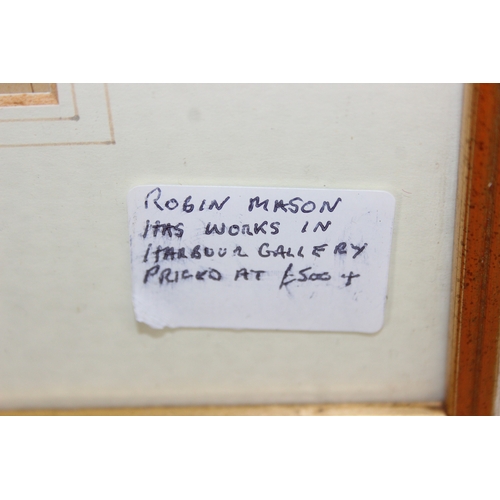 ROBIN MASON
HAS WORKS IN
HARBOUR GALLERY
PRICED AT £500+